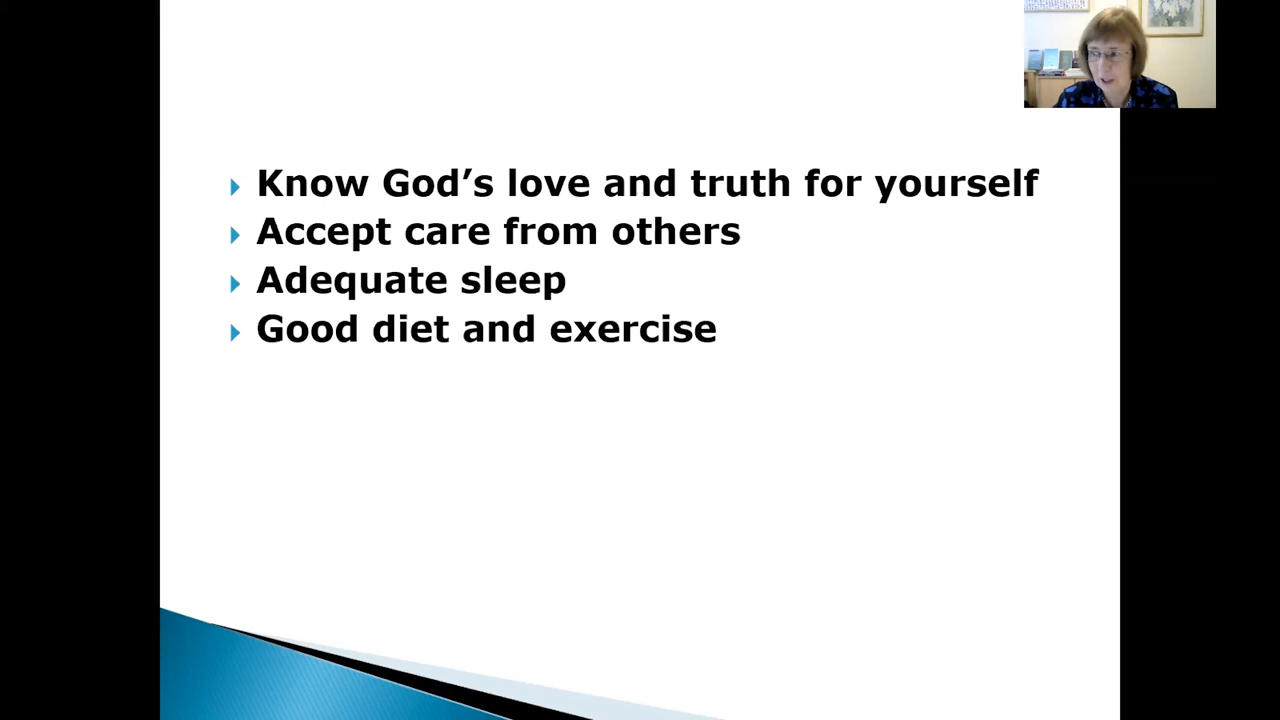 Know God’s love and truth for yourself
Accept care from others
Adequate sleep
Good diet and exercise